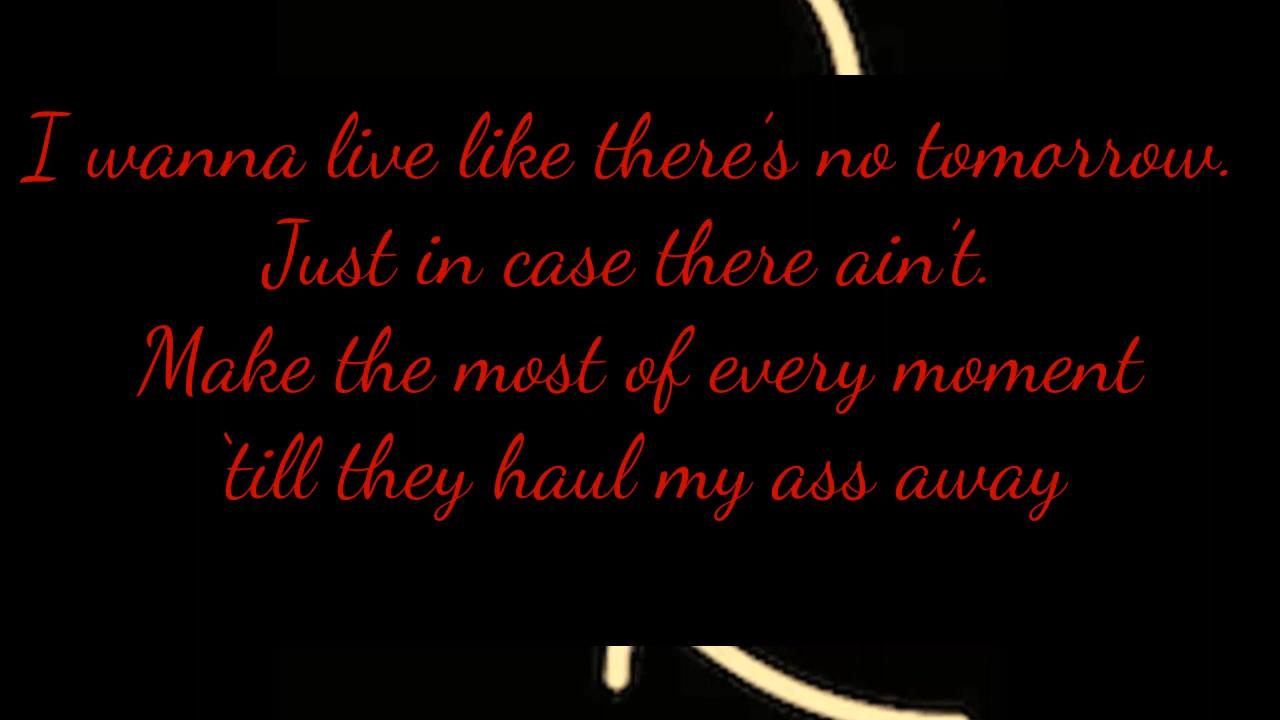 I wanna live like there's no tomorrow.
Just in case there ain't.
Make the most of every moment
`till they haul my ass away